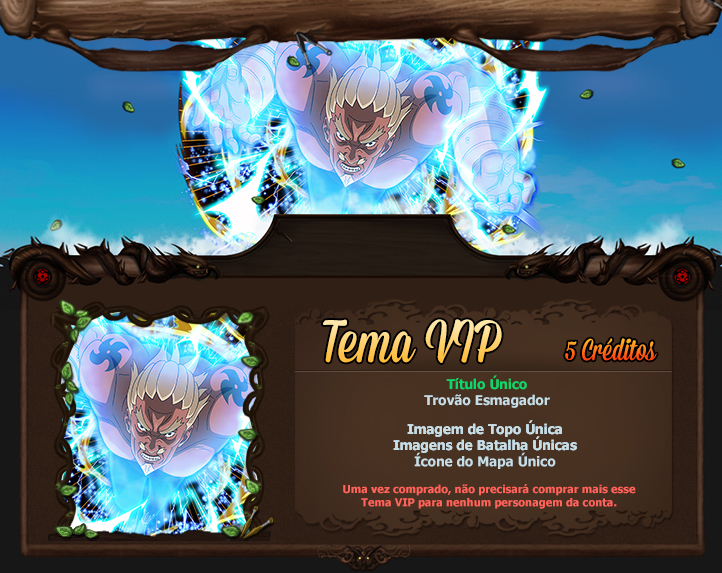 Tema VIP
5 Créditos
Título Único
Trovão Esmagador
Imagem de Topo Única
Imagens de Batalha Únicas
Ícone do Mapa Único
Uma vez comprado, não precisará comprar mais esse
Tema VIP para nenhum personagem da conta.